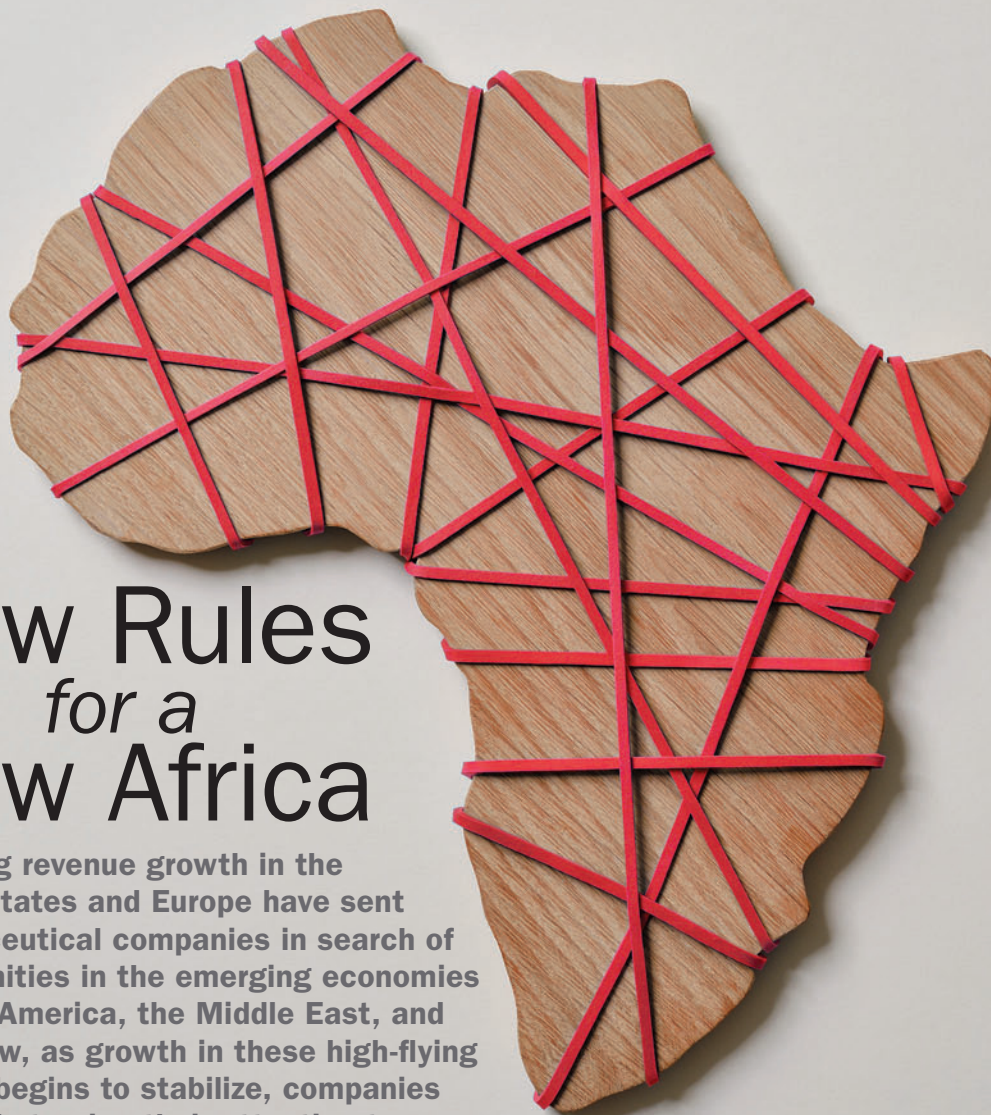 w Rules
for a
w Africa
g revenue growth in the
tates and Europe have sent
eutical companies in search of
nities in the emerging economies
America, the Middle East, and
w, as growth in these high-flying
begins to stabilize, companies